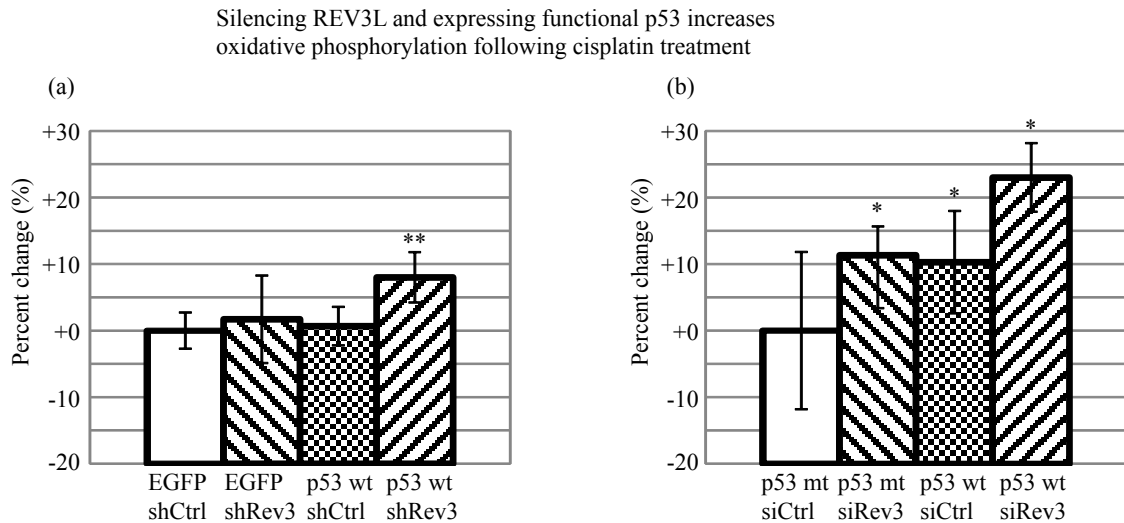 Silencing REV3L and expressing functional p53 increases
oxidative phosphorylation following cisplatin treatment
(a)
Percent change (%)
+30
+20
+10
+0
-10
-20
**
EGFP shCtrl
EGFP shRev3
p53 wt shCtrl
p53 wt shRev3
(b)
Percent change (%)
+30
+20
+10
+0
-10
-20
*
*
*
p53 mt siCtrl
p53 mt siRev3
p53 wt siCtrl
p53 wt siRev3